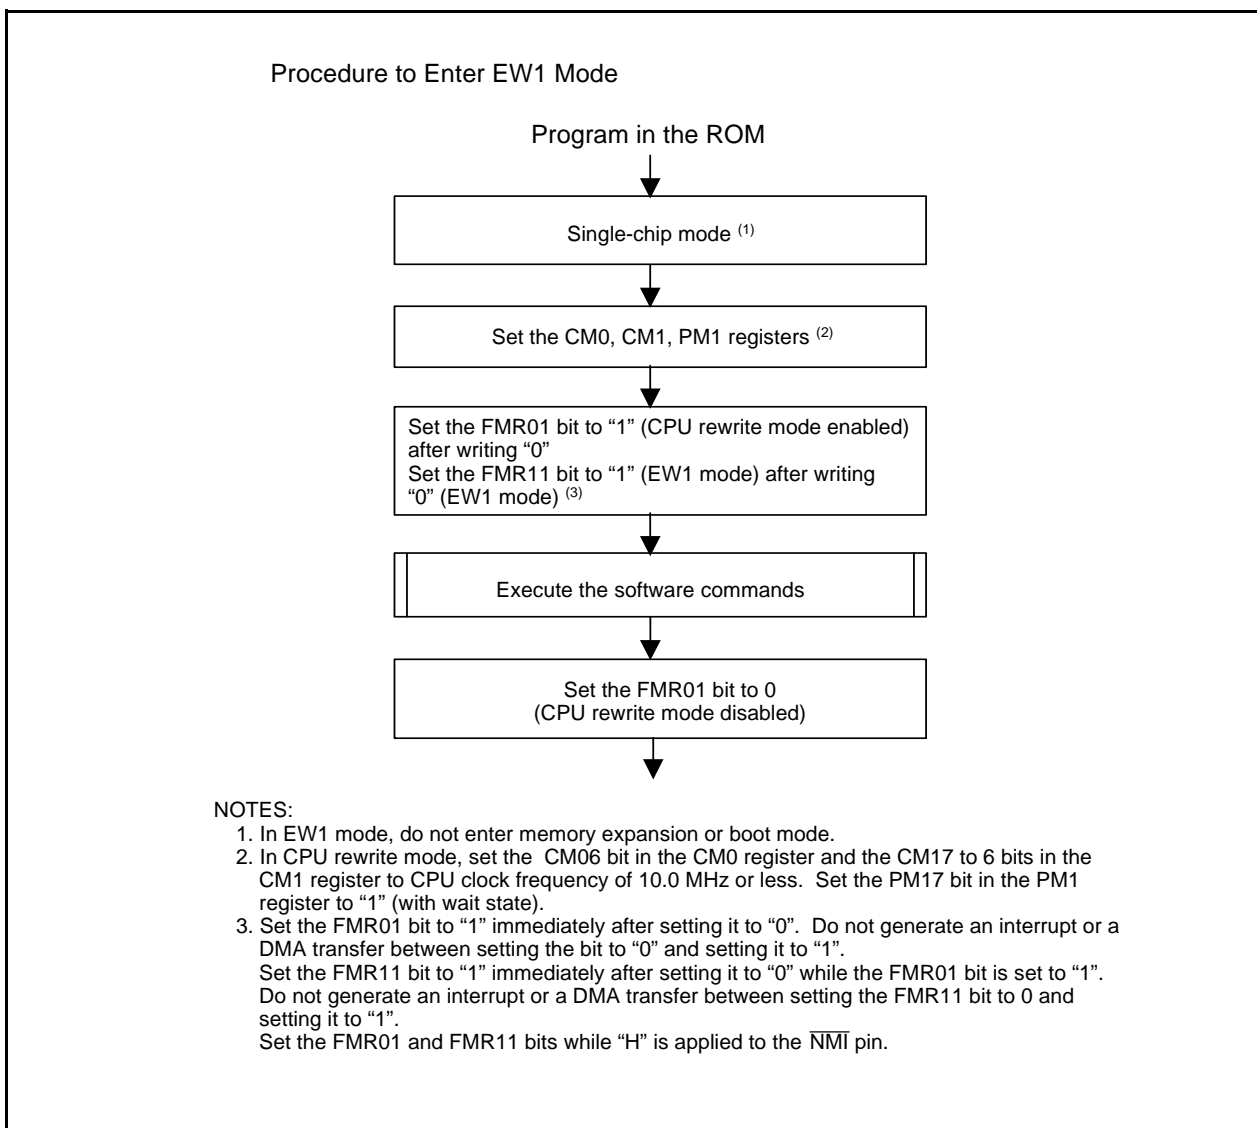 Procedure to Enter EW1 Mode
Program in the ROM
Single-chip mode (1)
Set the CM0, CM1, PM1 registers (2)
Set the FMR01 bit to “1” (CPU rewrite mode enabled)
after writing “0”
Set the FMR11 bit to “1” (EW1 mode) after writing
“0” (EW1 mode) (3)
Execute the software commands
Set the FMR01 bit to 0
(CPU rewrite mode disabled)
NOTES:
1. In EW1 mode, do not enter memory expansion or boot mode.
2. In CPU rewrite mode, set the CM06 bit in the CM0 register and the CM17 to 6 bits in the
CM1 register to CPU clock frequency of 10.0 MHz or less. Set the PM17 bit in the PM1
register to “1” (with wait state).
3. Set the FMR01 bit to “1” immediately after setting it to “0”. Do not generate an interrupt or a
DMA transfer between setting the bit to “0” and setting it to “1”.
Set the FMR11 bit to “1” immediately after setting it to “0” while the FMR01 bit is set to “1”.
Do not generate an interrupt or a DMA transfer between setting the FMR11 bit to 0 and
setting it to “1”.
Set the FMR01 and FMR11 bits while “H” is applied to the N̅M̅I̅ pin.